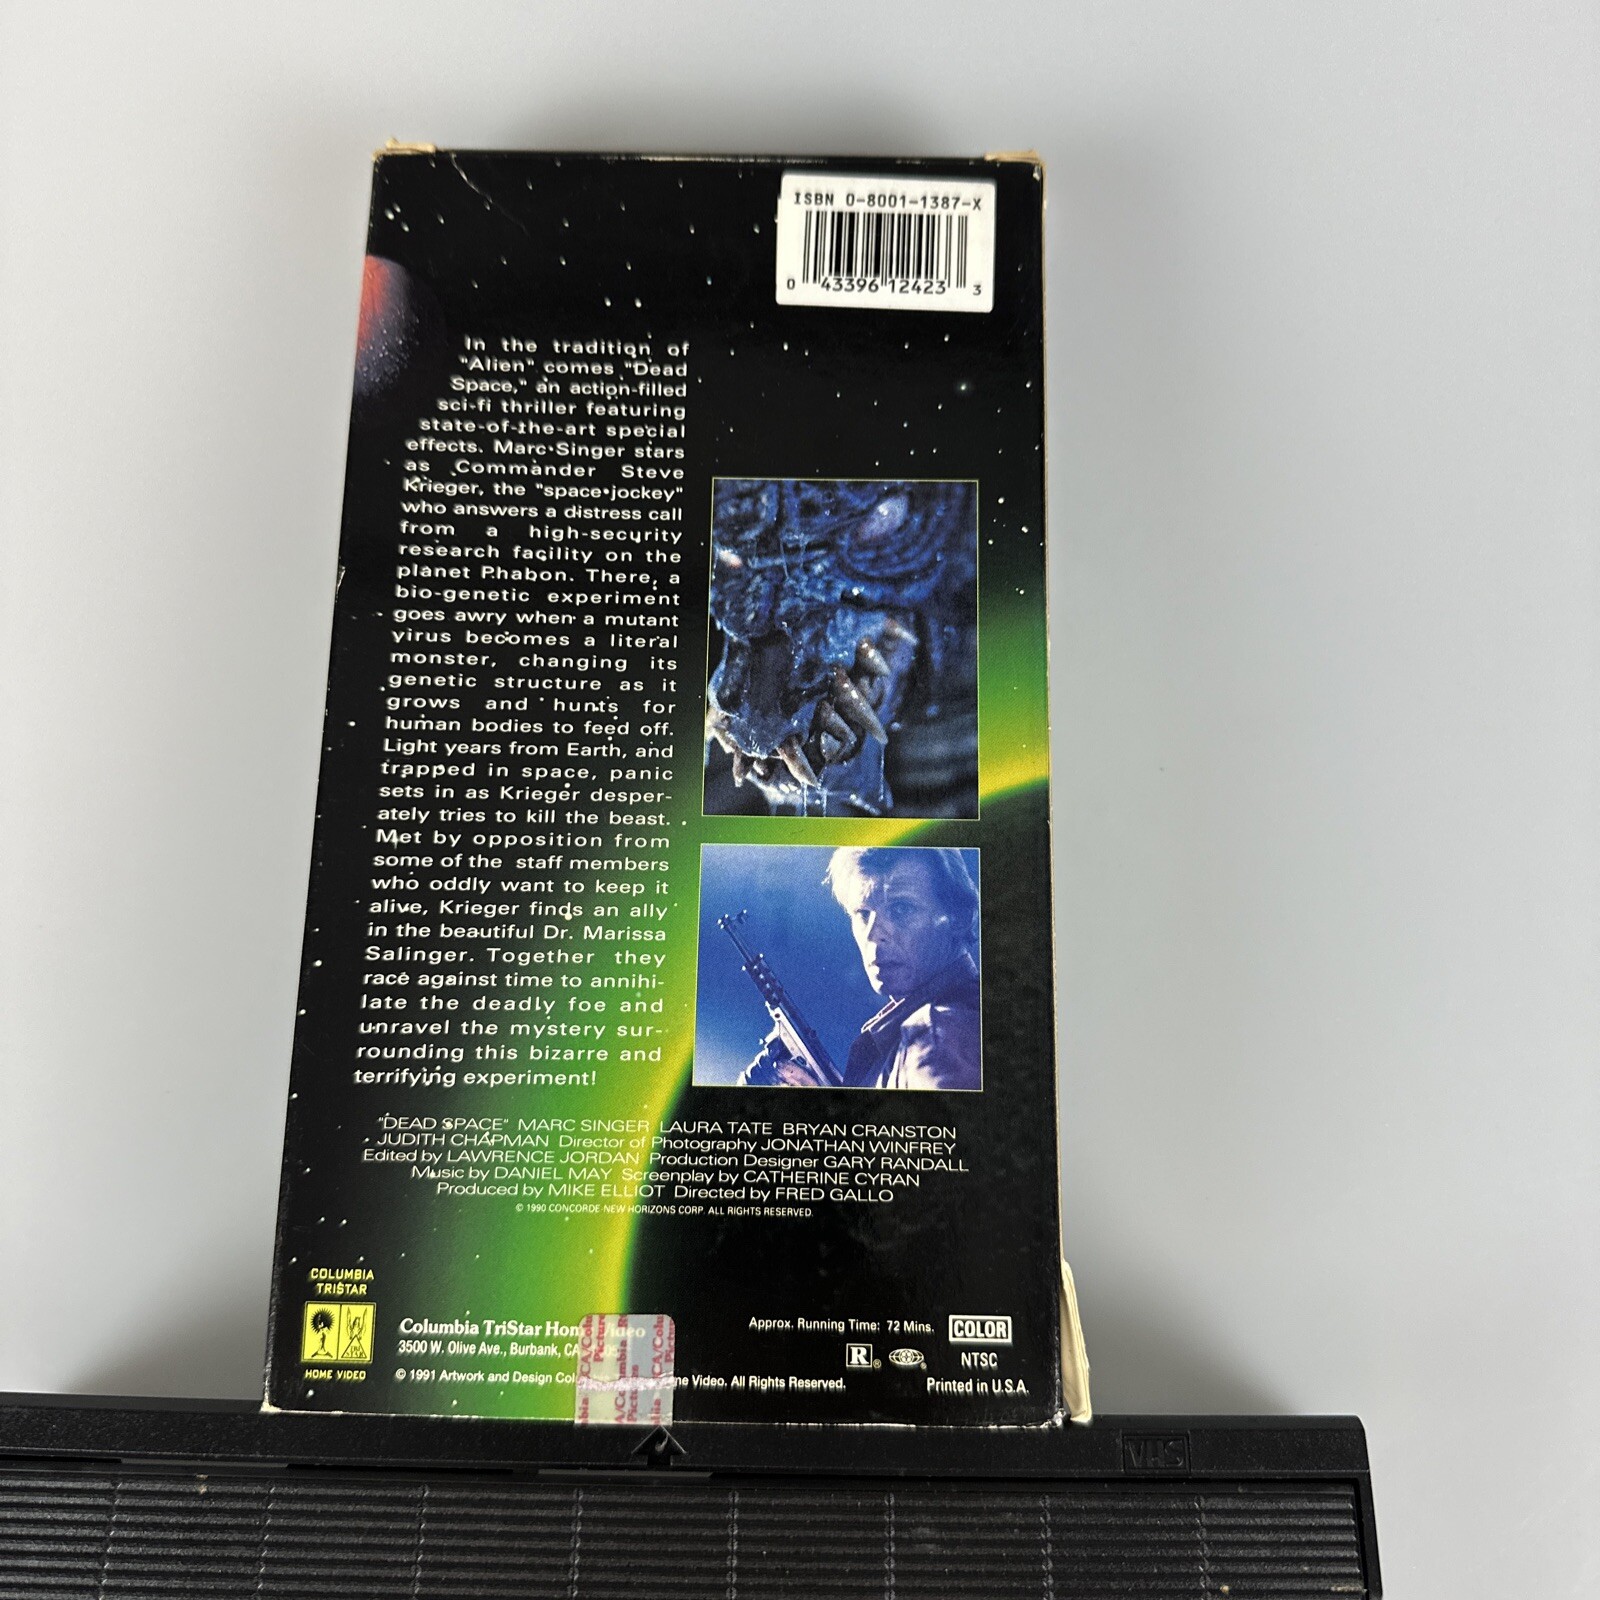 ISBN 0-8001-1387-X
0 43396 12423 3
In the tradition of
"Alien" comes "Dead
Space," an action-filled
sci-fi thriller featuring
state-of-the-art special
effects. Marc Singer stars
as Commander Steve
Krieger, the "space jockey"
who answers a distress call
from a high-security
research facility on the
planet Phabon. There, a
bio-genetic experiment
goes awry when a mutant
virus becomes a literal
monster, changing its
genetic structure as it
grows and hunts for
human bodies to feed off.
Light years from Earth, and
trapped in space, panic
sets in as Krieger desper-
ately tries to kill the beast.
Met by opposition from
some of the staff members
who oddly want to keep it
alive, Krieger finds an ally
in the beautiful Dr. Marissa
Salinger. Together they
race against time to annihi-
late the deadly foe and
unravel the mystery sur-
rounding this bizarre and
terrifying experiment!
"DEAD SPACE" MARC SINGER LAURA TATE BRYAN CRANSTON
JUDITH CHAPMAN Director of Photography JONATHAN WINFREY
Edited by LAWRENCE JORDAN Production Designer GARY RANDALL
Music by DANIEL MAY Screenplay by CATHERINE CYRAN
Produced by MIKE ELLIOT Directed by FRED GALLO
© 1990 CONCORDE NEW HORIZONS CORP. ALL RIGHTS RESERVED.
COLUMBIA
TRISTAR
HOME VIDEO
Columbia TriStar Home Video
3500 W. Olive Ave., Burbank, CA
© 1991 Artwork and Design Video. All Rights Reserved.
Approx. Running Time: 72 Mins.
COLOR
R ®
NTSC
Printed in U.S.A.
VHS